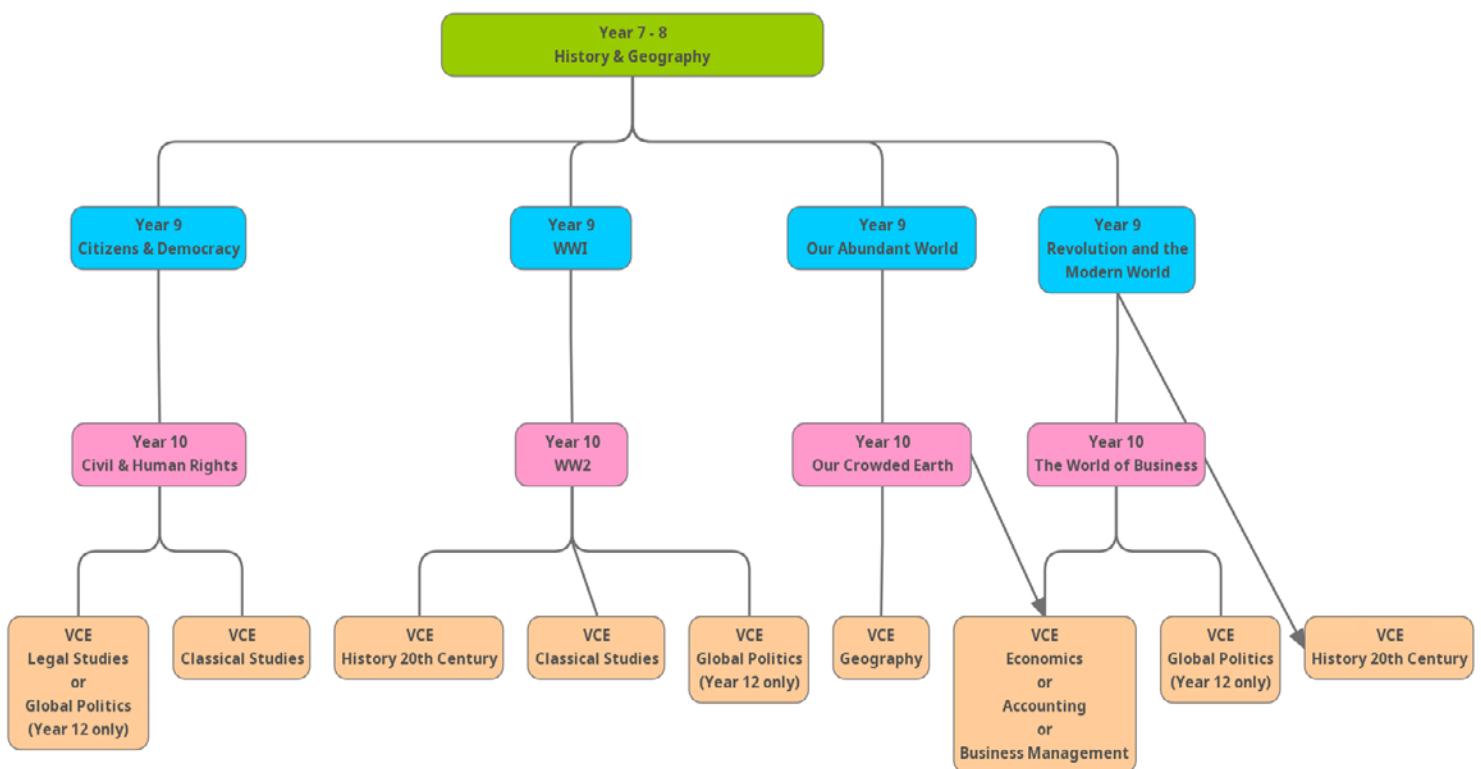 Year 7 - 8
History & Geography
Year 9
Citizens & Democracy
Year 9
WWI
Year 9
Our Abundant World
Year 9
Revolution and the
Modern World
Year 10
Civil & Human Rights
Year 10
WW2
Year 10
Our Crowded Earth
Year 10
The World of Business
VCE
Legal Studies
or
Global Politics
(Year 12 only)
VCE
Classical Studies
VCE
History 20th Century
VCE
Classical Studies
VCE
Global Politics
(Year 12 only)
VCE
Geography
VCE
Economics
or
Accounting
or
Business Management
VCE
Global Politics
(Year 12 only)
VCE
History 20th Century